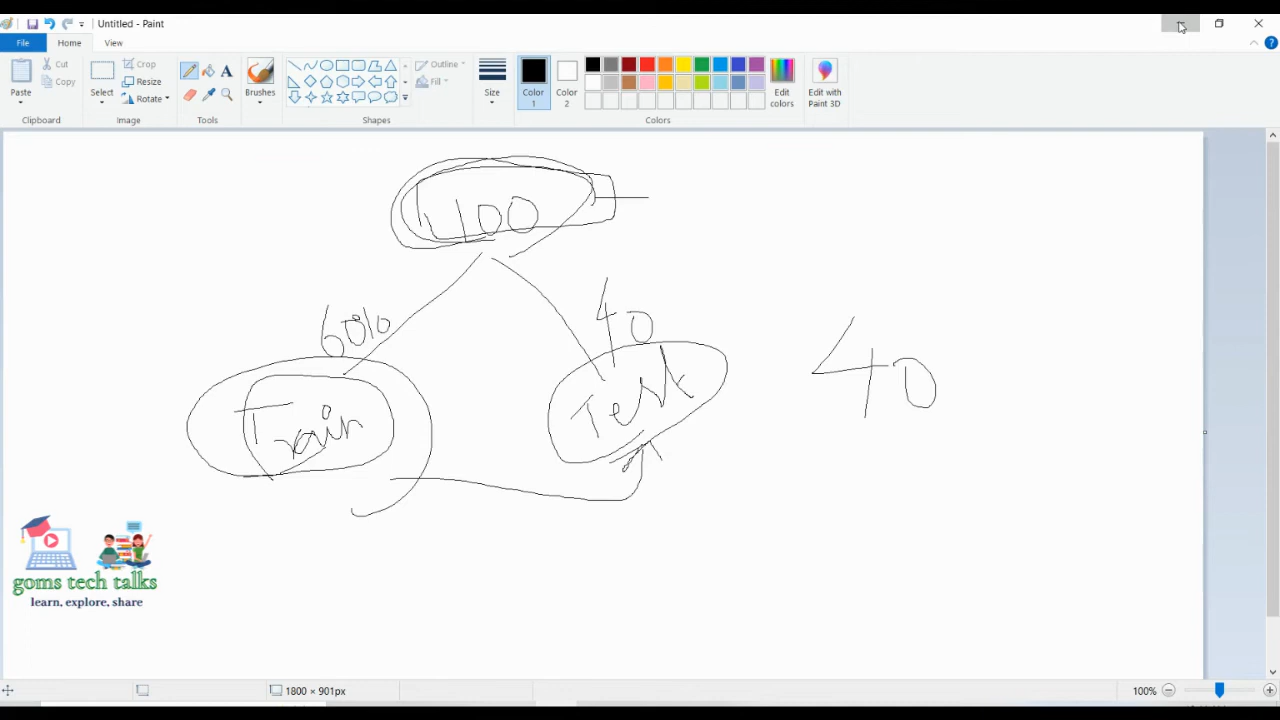 Untitled - Paint
File
Home
View
Paste
Cut
Copy
Clipboard
Select
Crop
Resize
Rotate
Image
A
Tools
Brushes
Outline
Fill
Shapes
Size
Color 1
Color 2
Edit colors
Edit with Paint 3D
Colors
100
60%
40
Train
Test
40
goms tech talks
learn, explore, share
1800 × 901px
100%